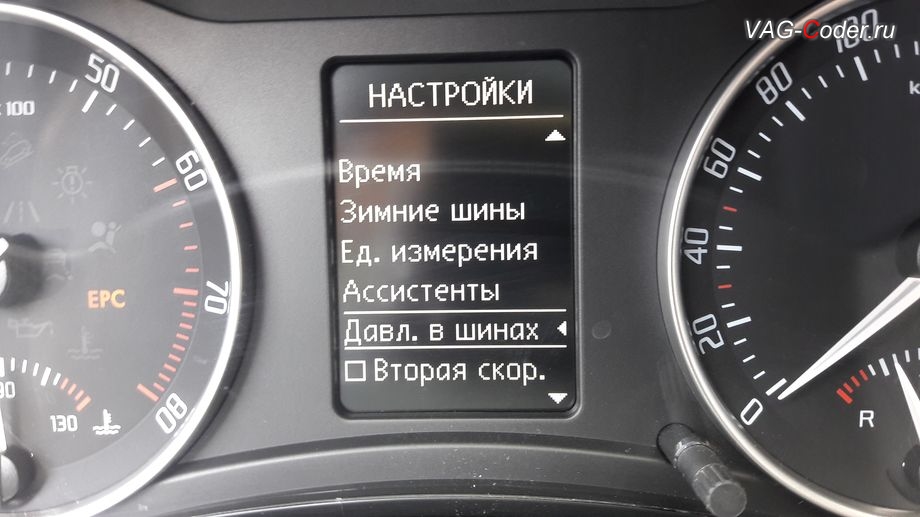 VAG-Coder.ru
НАСТРОЙКИ
Время
Зимние шины
Ед. измерения
Ассистенты
Давл. в шинах
Вторая скор.
50
60
70
80
100
EPC
130
0
20
40
60
80
100
R